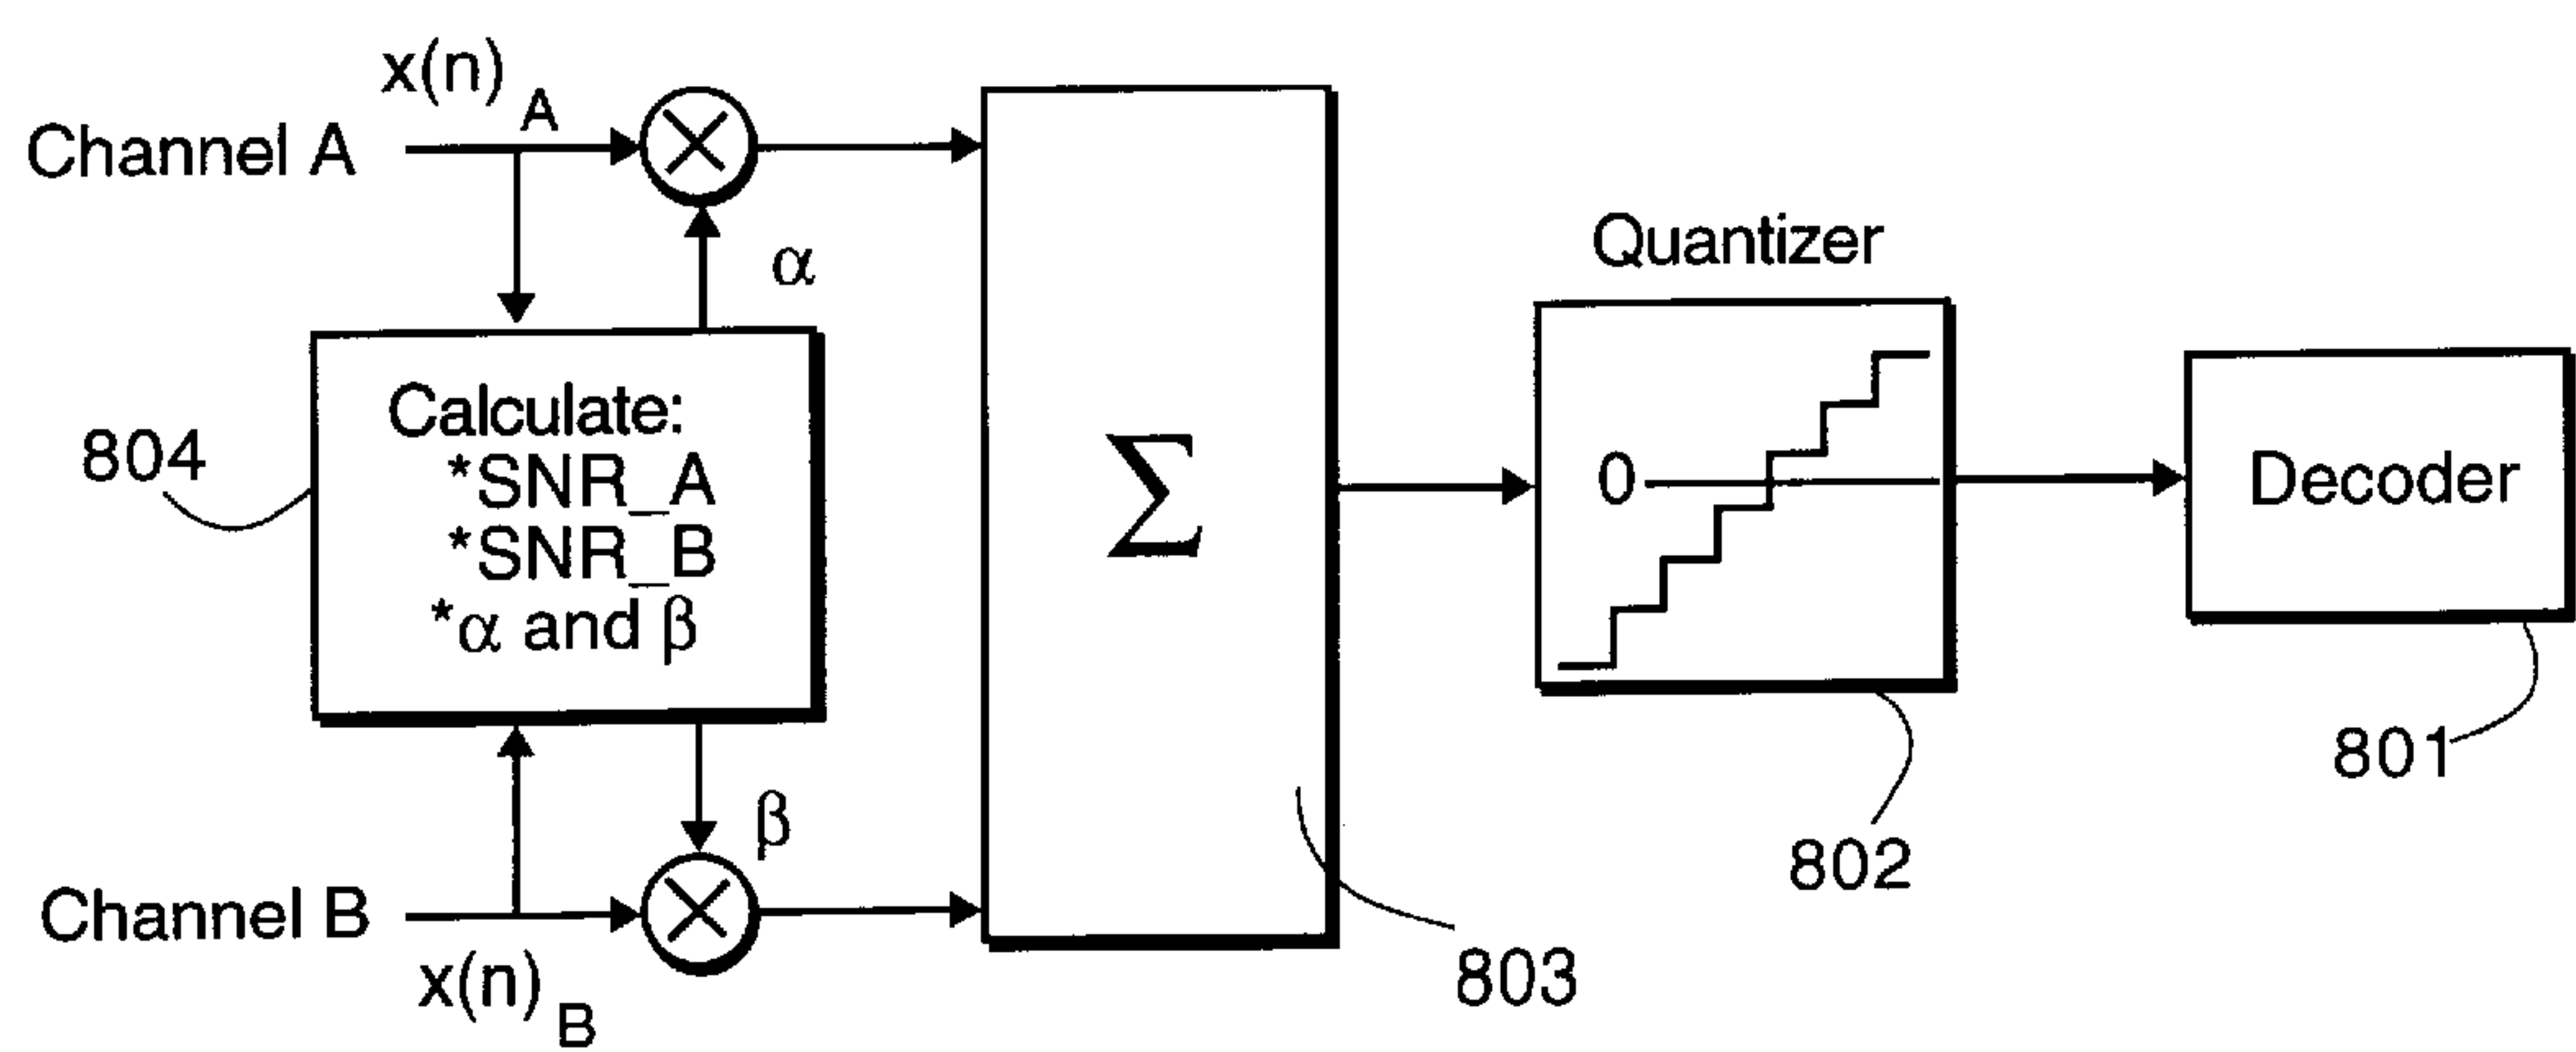 x(n) A
Channel A
α
Quantizer
Calculate:
*SNR_A
*SNR_B
*α and β
804
Σ
0
Decoder
801
β
802
Channel B
x(n) B
803